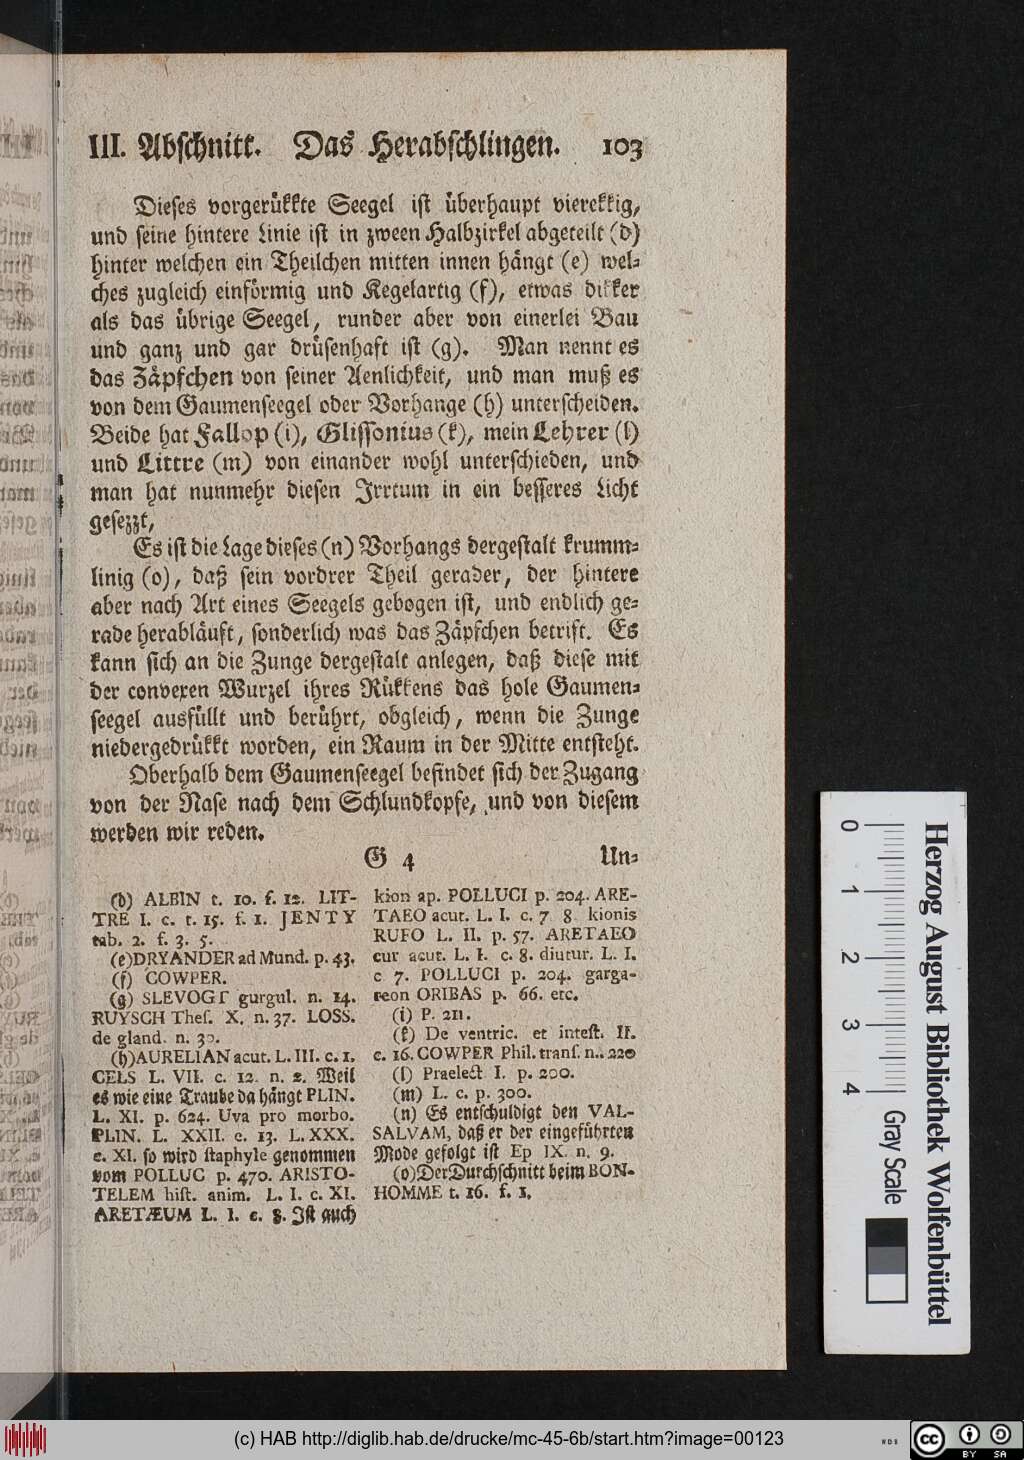 III. Abſchnitt. Das Herabſchlingen. 103
Dieſes vorgerükkte Seegel iſt überhaupt vierekkig,
und ſeine hintere Linie iſt in zween Halbzirkel abgeteilt (d)
hinter welchen ein Theilchen mitten innen hängt (e) wel⸗
ches zugleich einförmig und Kegelartig (f), etwas dikker
als das übrige Seegel, runder aber von einerlei Bau
und ganz und gar drüſenhaft iſt (g). Man nennt es
das Zäpfchen von ſeiner Aenlichkeit, und man muß es
von dem Gaumenſeegel oder Vorhange (h) unterſcheiden.
Beide hat Fallop (i), Gliſſonius (k), mein Lehrer (l)
und Littre (m) von einander wohl unterſchieden, und
man hat nunmehr dieſen Irrtum in ein beſſeres Licht
geſezzt,
Es iſt die Lage dieſes (n) Vorhangs dergeſtalt krumm⸗
linig (o), daß ſein vordrer Theil gerader, der hintere
aber nach Art eines Seegels gebogen iſt, und endlich ge⸗
rade herabläuft, ſonderlich was das Zäpfchen betrift. Es
kann ſich an die Zunge dergeſtalt anlegen, daß dieſe mit
der convexen Wurzel ihres Rükkens das hole Gaumen⸗
ſeegel ausfüllt und berührt, obgleich, wenn die Zunge
niedergedrükkt worden, ein Raum in der Mitte entſteht.
Oberhalb dem Gaumenſeegel befindet ſich der Zugang
von der Naſe nach dem Schlundkopfe, und von dieſem
werden wir reden.
G 4 Un⸗
(d) ALBIN t. 10. f. 12. LIT-
TRE I. c. t. 15. f. 1. JENTY
tab. 2. f. 3. 5.
(e) DRYANDER ad Mund. p. 43.
(f) COWPER.
(g) SLEVOGT gurgul. n. 14.
RUYSCH Theſ. X. n. 37. LOSS.
de gland. n. 30.
(h) AURELIAN acut. L. III. c. 1.
CELS L. VII. c. 12. n. 2. Weil
es wie eine Traube da hängt PLIN.
L. XI. p. 624. Uva pro morbo.
PLIN. L. XXII. c. 13. L. XXX.
c. XI. ſo wird ſtaphyle genommen
vom POLLUC p. 470. ARISTO-
TELEM hiſt. anim. L. I. c. XI.
ARETÆUM L. I. c. 8. Iſt auch
kion ap. POLLUCI p. 204. ARE-
TAEO acut. L. I. c. 7 8. kionis
RUFO L. II. p. 57. ARETAEO
cur acut. L. I. c. 8. diutur. L. I.
c 7. POLLUCI p. 204. garga-
reon ORIBAS p. 66. etc.
(i) P. 211.
(k) De ventric. et inteſt. II.
c. 16. COWPER Phil. tranſ. n. 220
(l) Praelect I. p. 200.
(m) L. c. p. 300.
(n) Es entſchuldigt den VAL-
SALVAM, daß er der eingeführten
Mode gefolgt iſt Ep IX. n. 9.
(o) Der Durchſchnitt beim BON-
HOMME t. 16. f. 1.
0 1 2 3 4
Herzog August Bibliothek Wolfenbüttel
Gray Scale
(c) HAB http://diglib.hab.de/drucke/mc-45-6b/start.htm?image=00123
cc BY SA